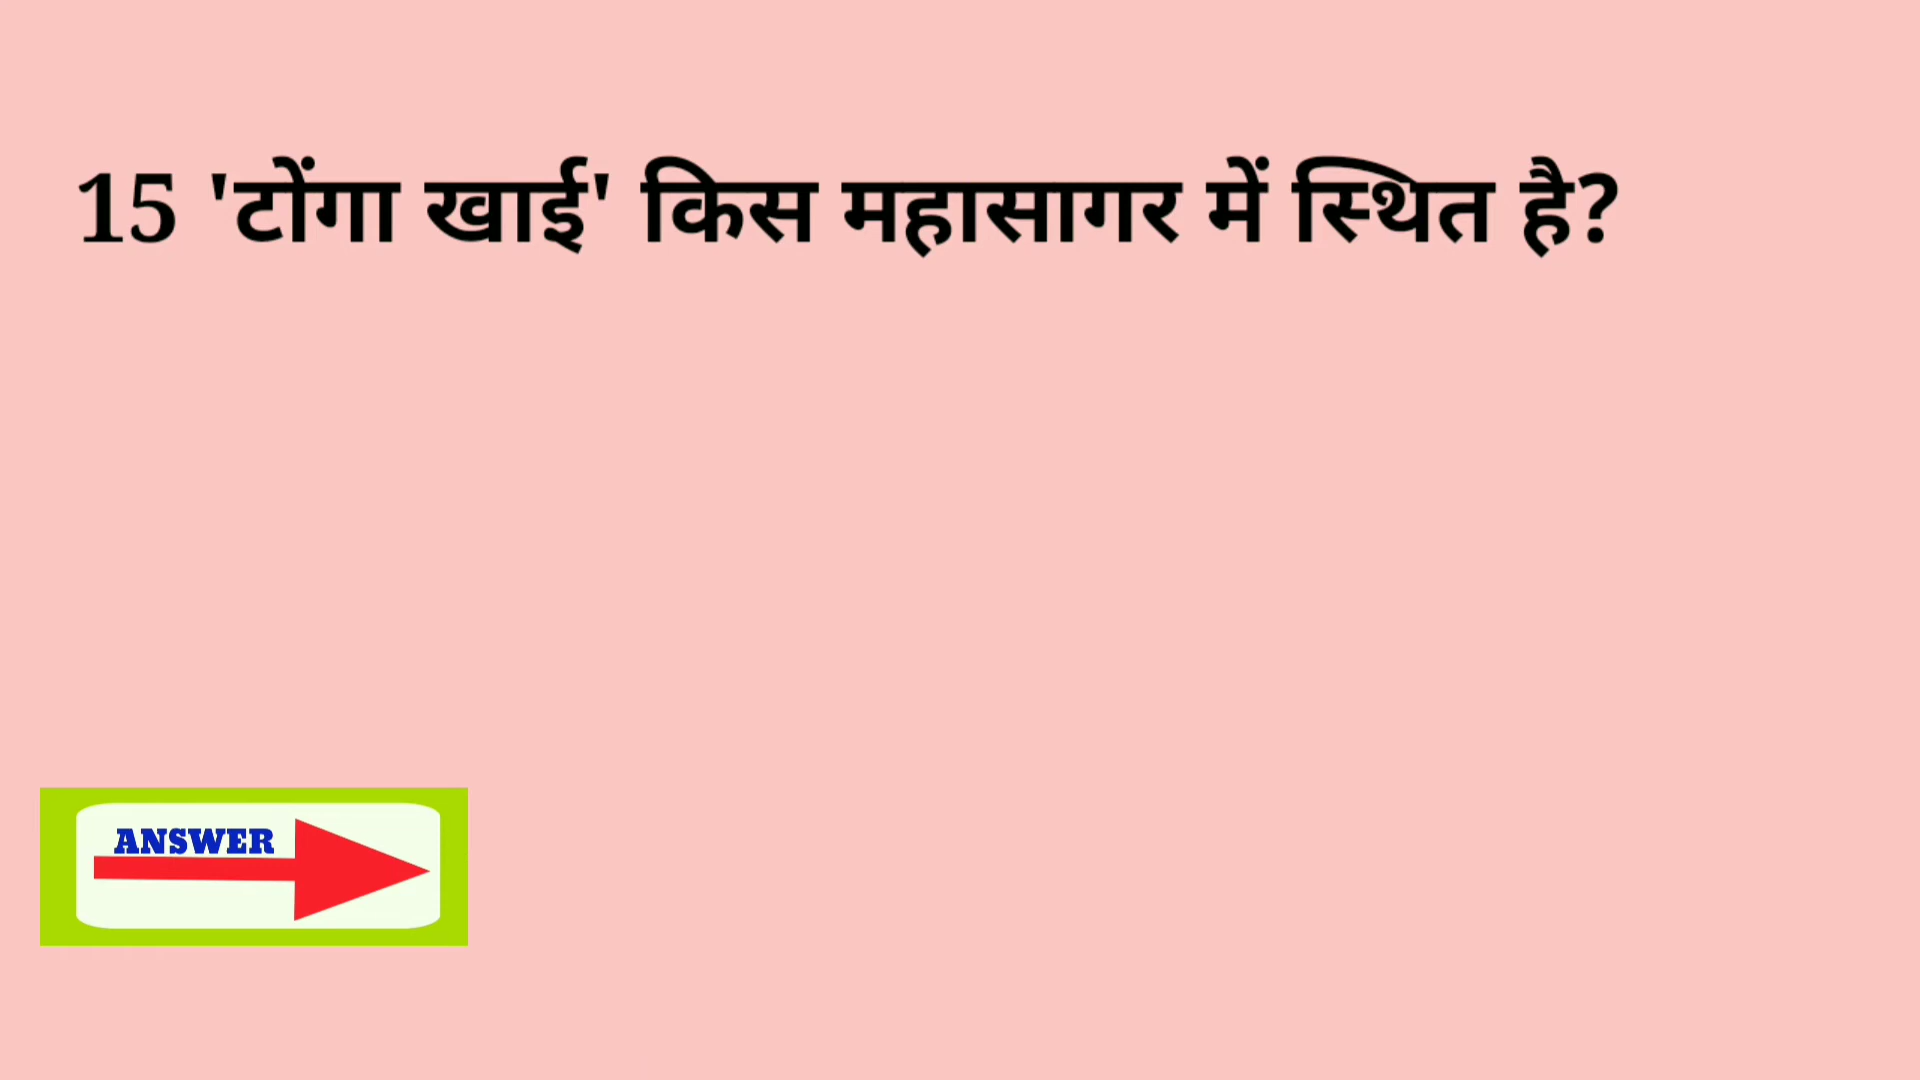 15 'टोंगा खाई' किस महासागर में स्थित है?
ANSWER